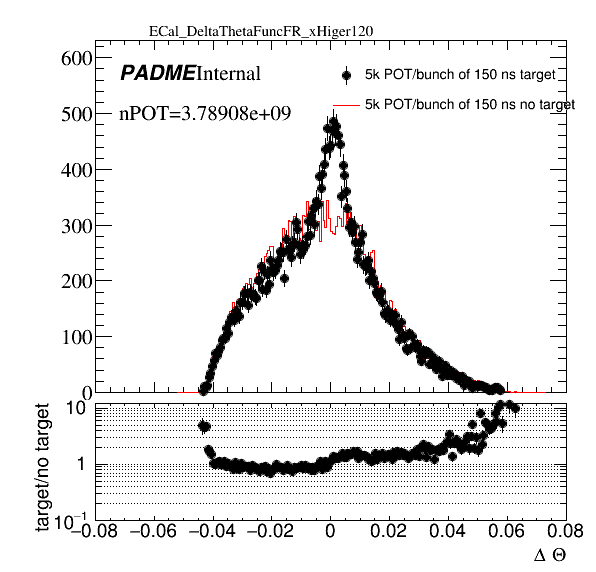 ECal_DeltaThetaFuncFR_xHiger120
PADME Internal
5k POT/bunch of 150 ns target
5k POT/bunch of 150 ns no target
nPOT=3.78908e+09
600
500
400
300
200
100
0
target/no target
10
1
10⁻¹
−0.08 −0.06 −0.04 −0.02 0 0.02 0.04 0.06 0.08
Δ Θ